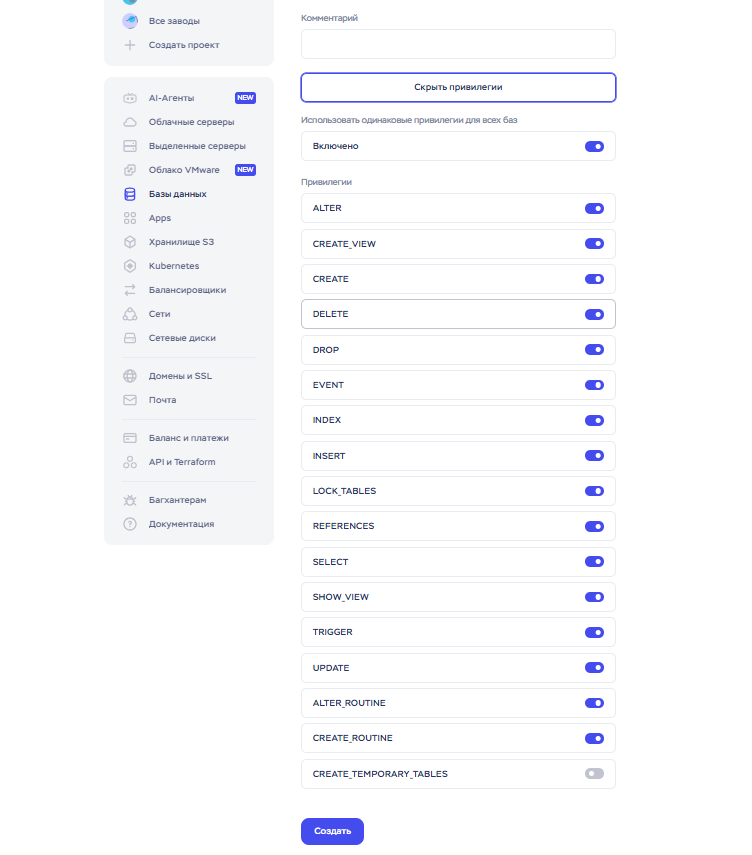 Все заводы
Создать проект
AI-Агенты NEW
Облачные серверы
Выделенные серверы
Облако VMware NEW
Базы данных
Apps
Хранилище S3
Kubernetes
Балансировщики
Сети
Сетевые диски
Домены и SSL
Почта
Баланс и платежи
API и Terraform
Багхантерам
Документация
Комментарий
Скрыть привилегии
Использовать одинаковые привилегии для всех баз
Включено
Привилегии
ALTER
CREATE_VIEW
CREATE
DELETE
DROP
EVENT
INDEX
INSERT
LOCK_TABLES
REFERENCES
SELECT
SHOW_VIEW
TRIGGER
UPDATE
ALTER_ROUTINE
CREATE_ROUTINE
CREATE_TEMPORARY_TABLES
Создать